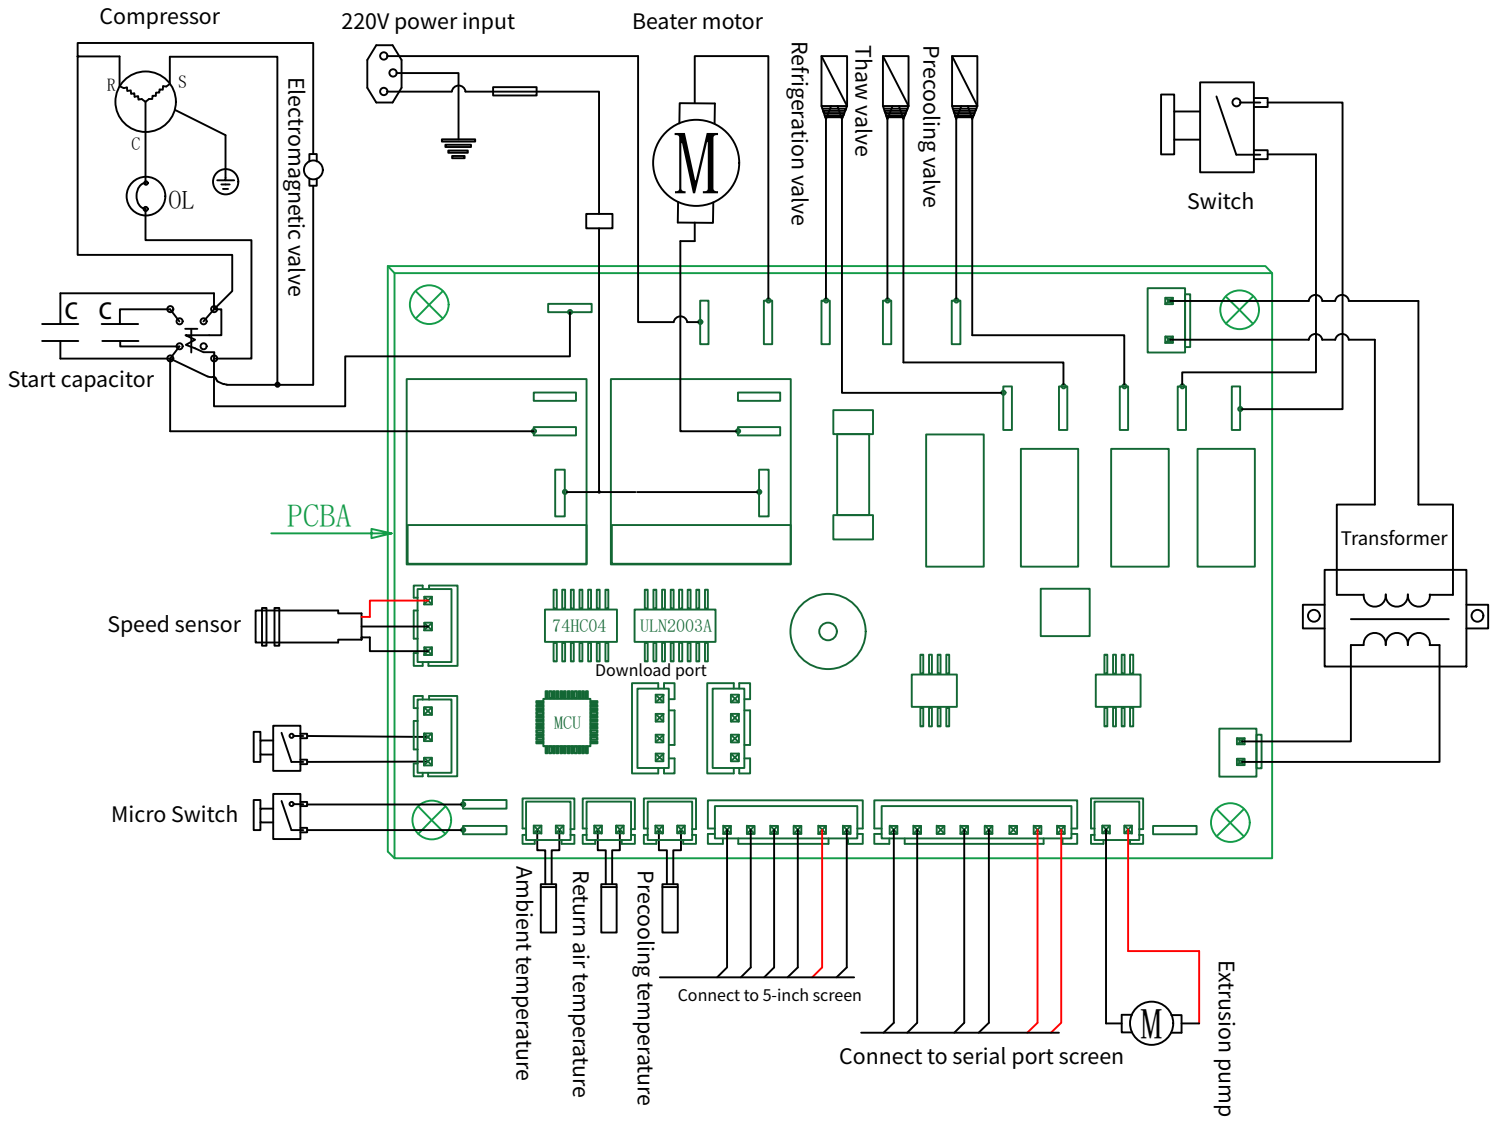 Compressor
220V power input
Beater motor
R
S
C
OL
Electromagnetic valve
M
Refrigeration valve
Thaw valve
Precooling valve
Switch
C
C
Start capacitor
PCBA
Transformer
Speed sensor
74HC04
ULN2003A
Download port
MCU
Micro Switch
Ambient temperature
Return air temperature
Precooling temperature
Connect to 5-inch screen
Connect to serial port screen
M
Extrusion pump